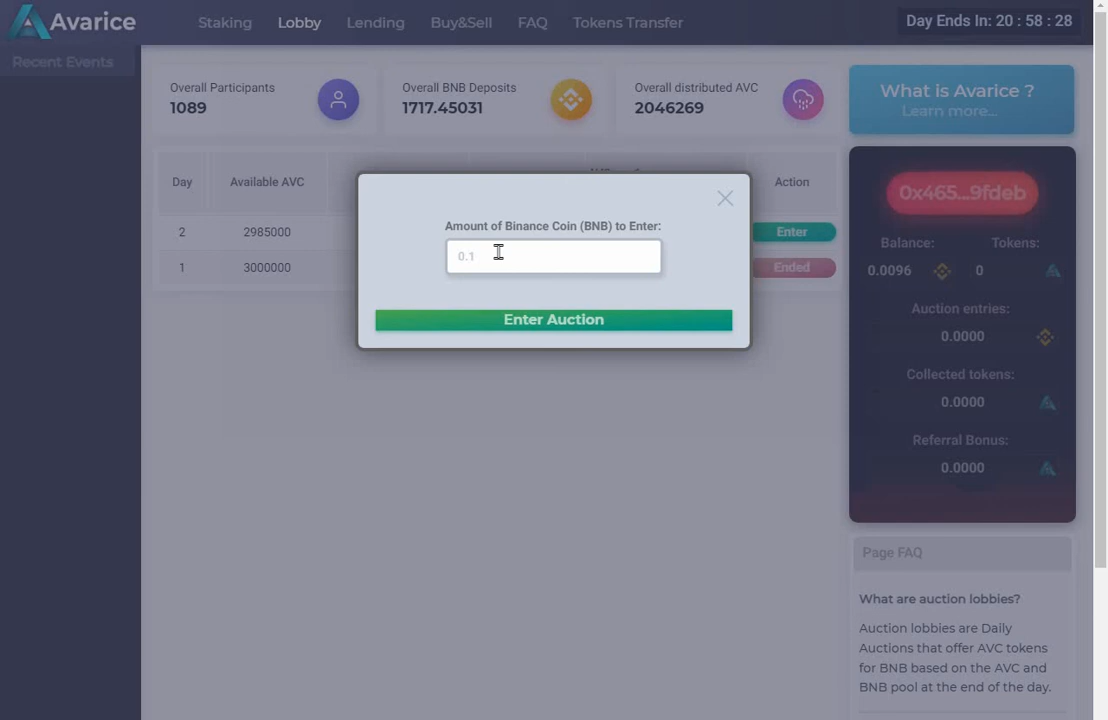 Avarice
Staking
Lobby
Lending
Buy&Sell
FAQ
Tokens Transfer
Day Ends In: 20 : 58 : 28
Recent Events
Overall Participants
1089
Overall BNB Deposits
1717.45031
Overall distributed AVC
2046269
What is Avarice ?
Learn more...
Day
Available AVC
Action
2
2985000
Enter
1
3000000
Ended
Amount of Binance Coin (BNB) to Enter:
0.1
Enter Auction
0x465...9fdeb
Balance:
Tokens:
0.0096
0
Auction entries:
0.0000
Collected tokens:
0.0000
Referral Bonus:
0.0000
Page FAQ
What are auction lobbies?
Auction lobbies are Daily
Auctions that offer AVC tokens
for BNB based on the AVC and
BNB pool at the end of the day.